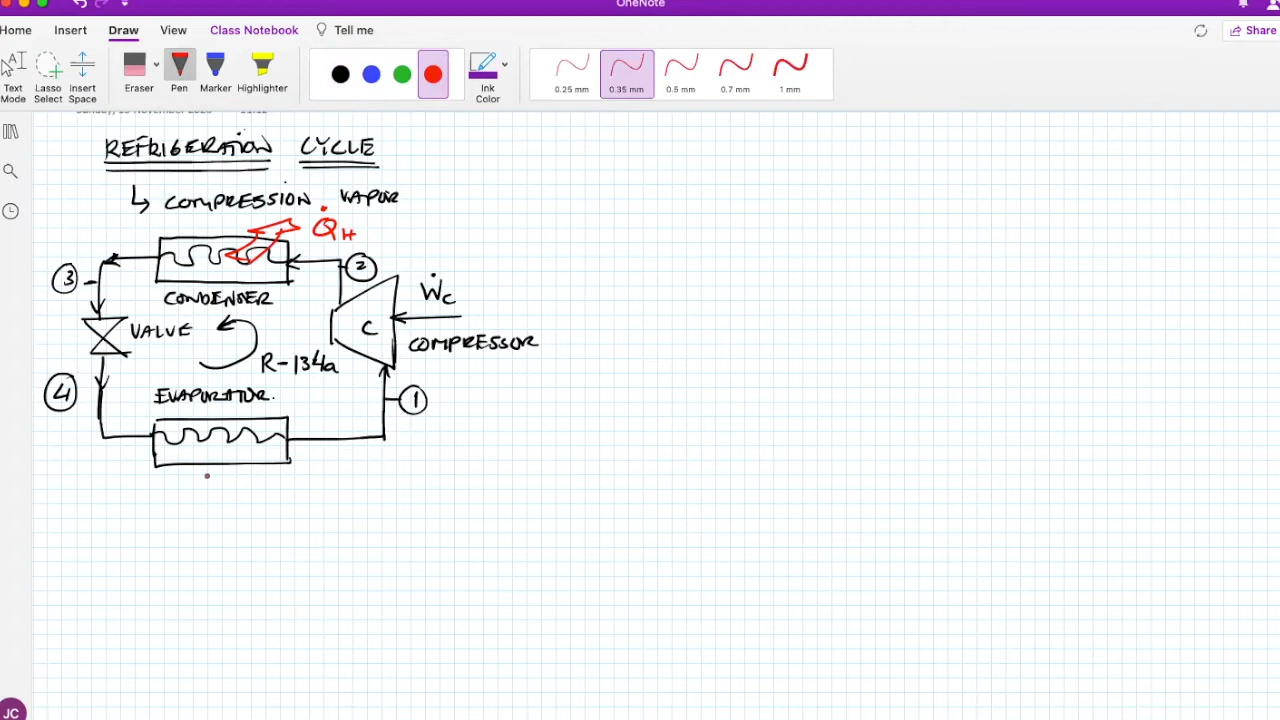 OneNote
Home Insert Draw View Class Notebook Tell me Share
Text Mode Lasso Select Insert Space Eraser Pen Marker Highlighter Ink Color 0.25 mm 0.35 mm 0.5 mm 0.7 mm 1 mm
REFRIGERATION CYCLE
↳ COMPRESSION VAPOR
Q̇H
3 2
CONDENSER ẆC
VALVE C
COMPRESSOR
R-134a
4 EVAPORATOR. 1
JC